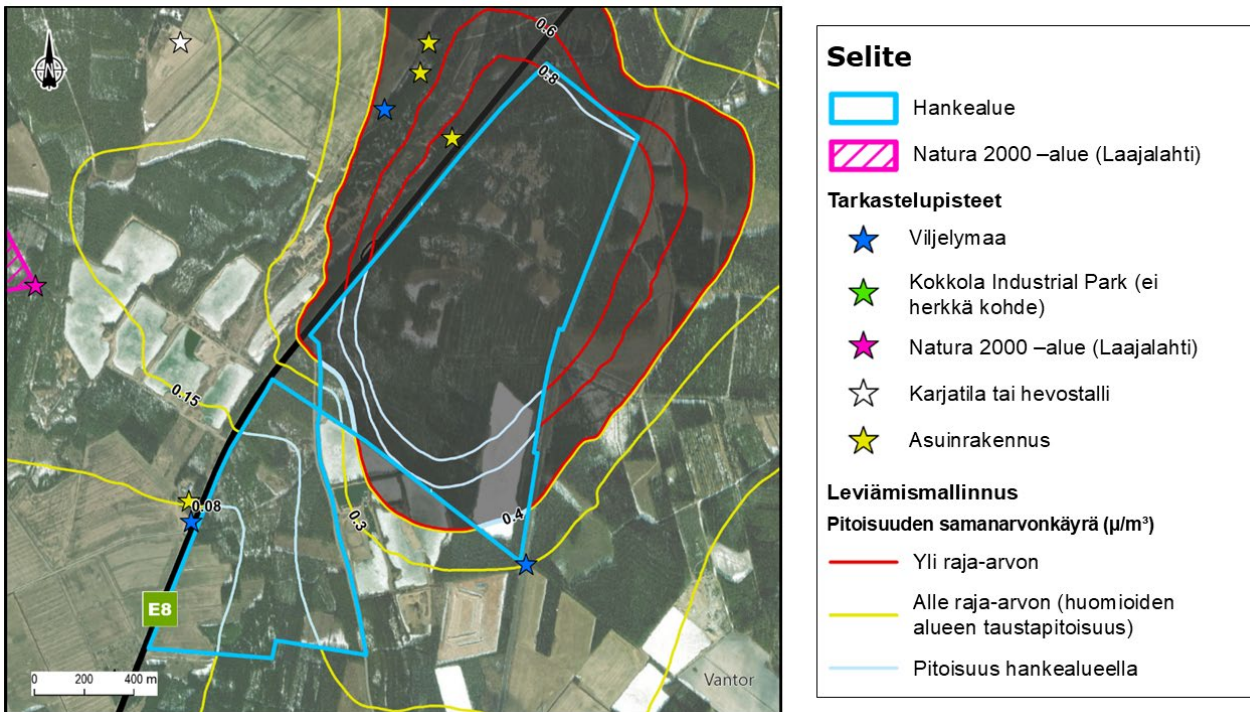 N
0.6
0.8
0.15
0.08
0.3
0.4
E8
0 200 400 m
Vantor
Selite
Hankealue
Natura 2000 –alue (Laajalahti)
Tarkastelupisteet
Viljelymaa
Kokkola Industrial Park (ei
herkkä kohde)
Natura 2000 –alue (Laajalahti)
Karjatila tai hevostalli
Asuinrakennus
Leviämismallinnus
Pitoisuuden samanarvonkäyrä (µ/m³)
Yli raja-arvon
Alle raja-arvon (huomioiden
alueen taustapitoisuus)
Pitoisuus hankealueella